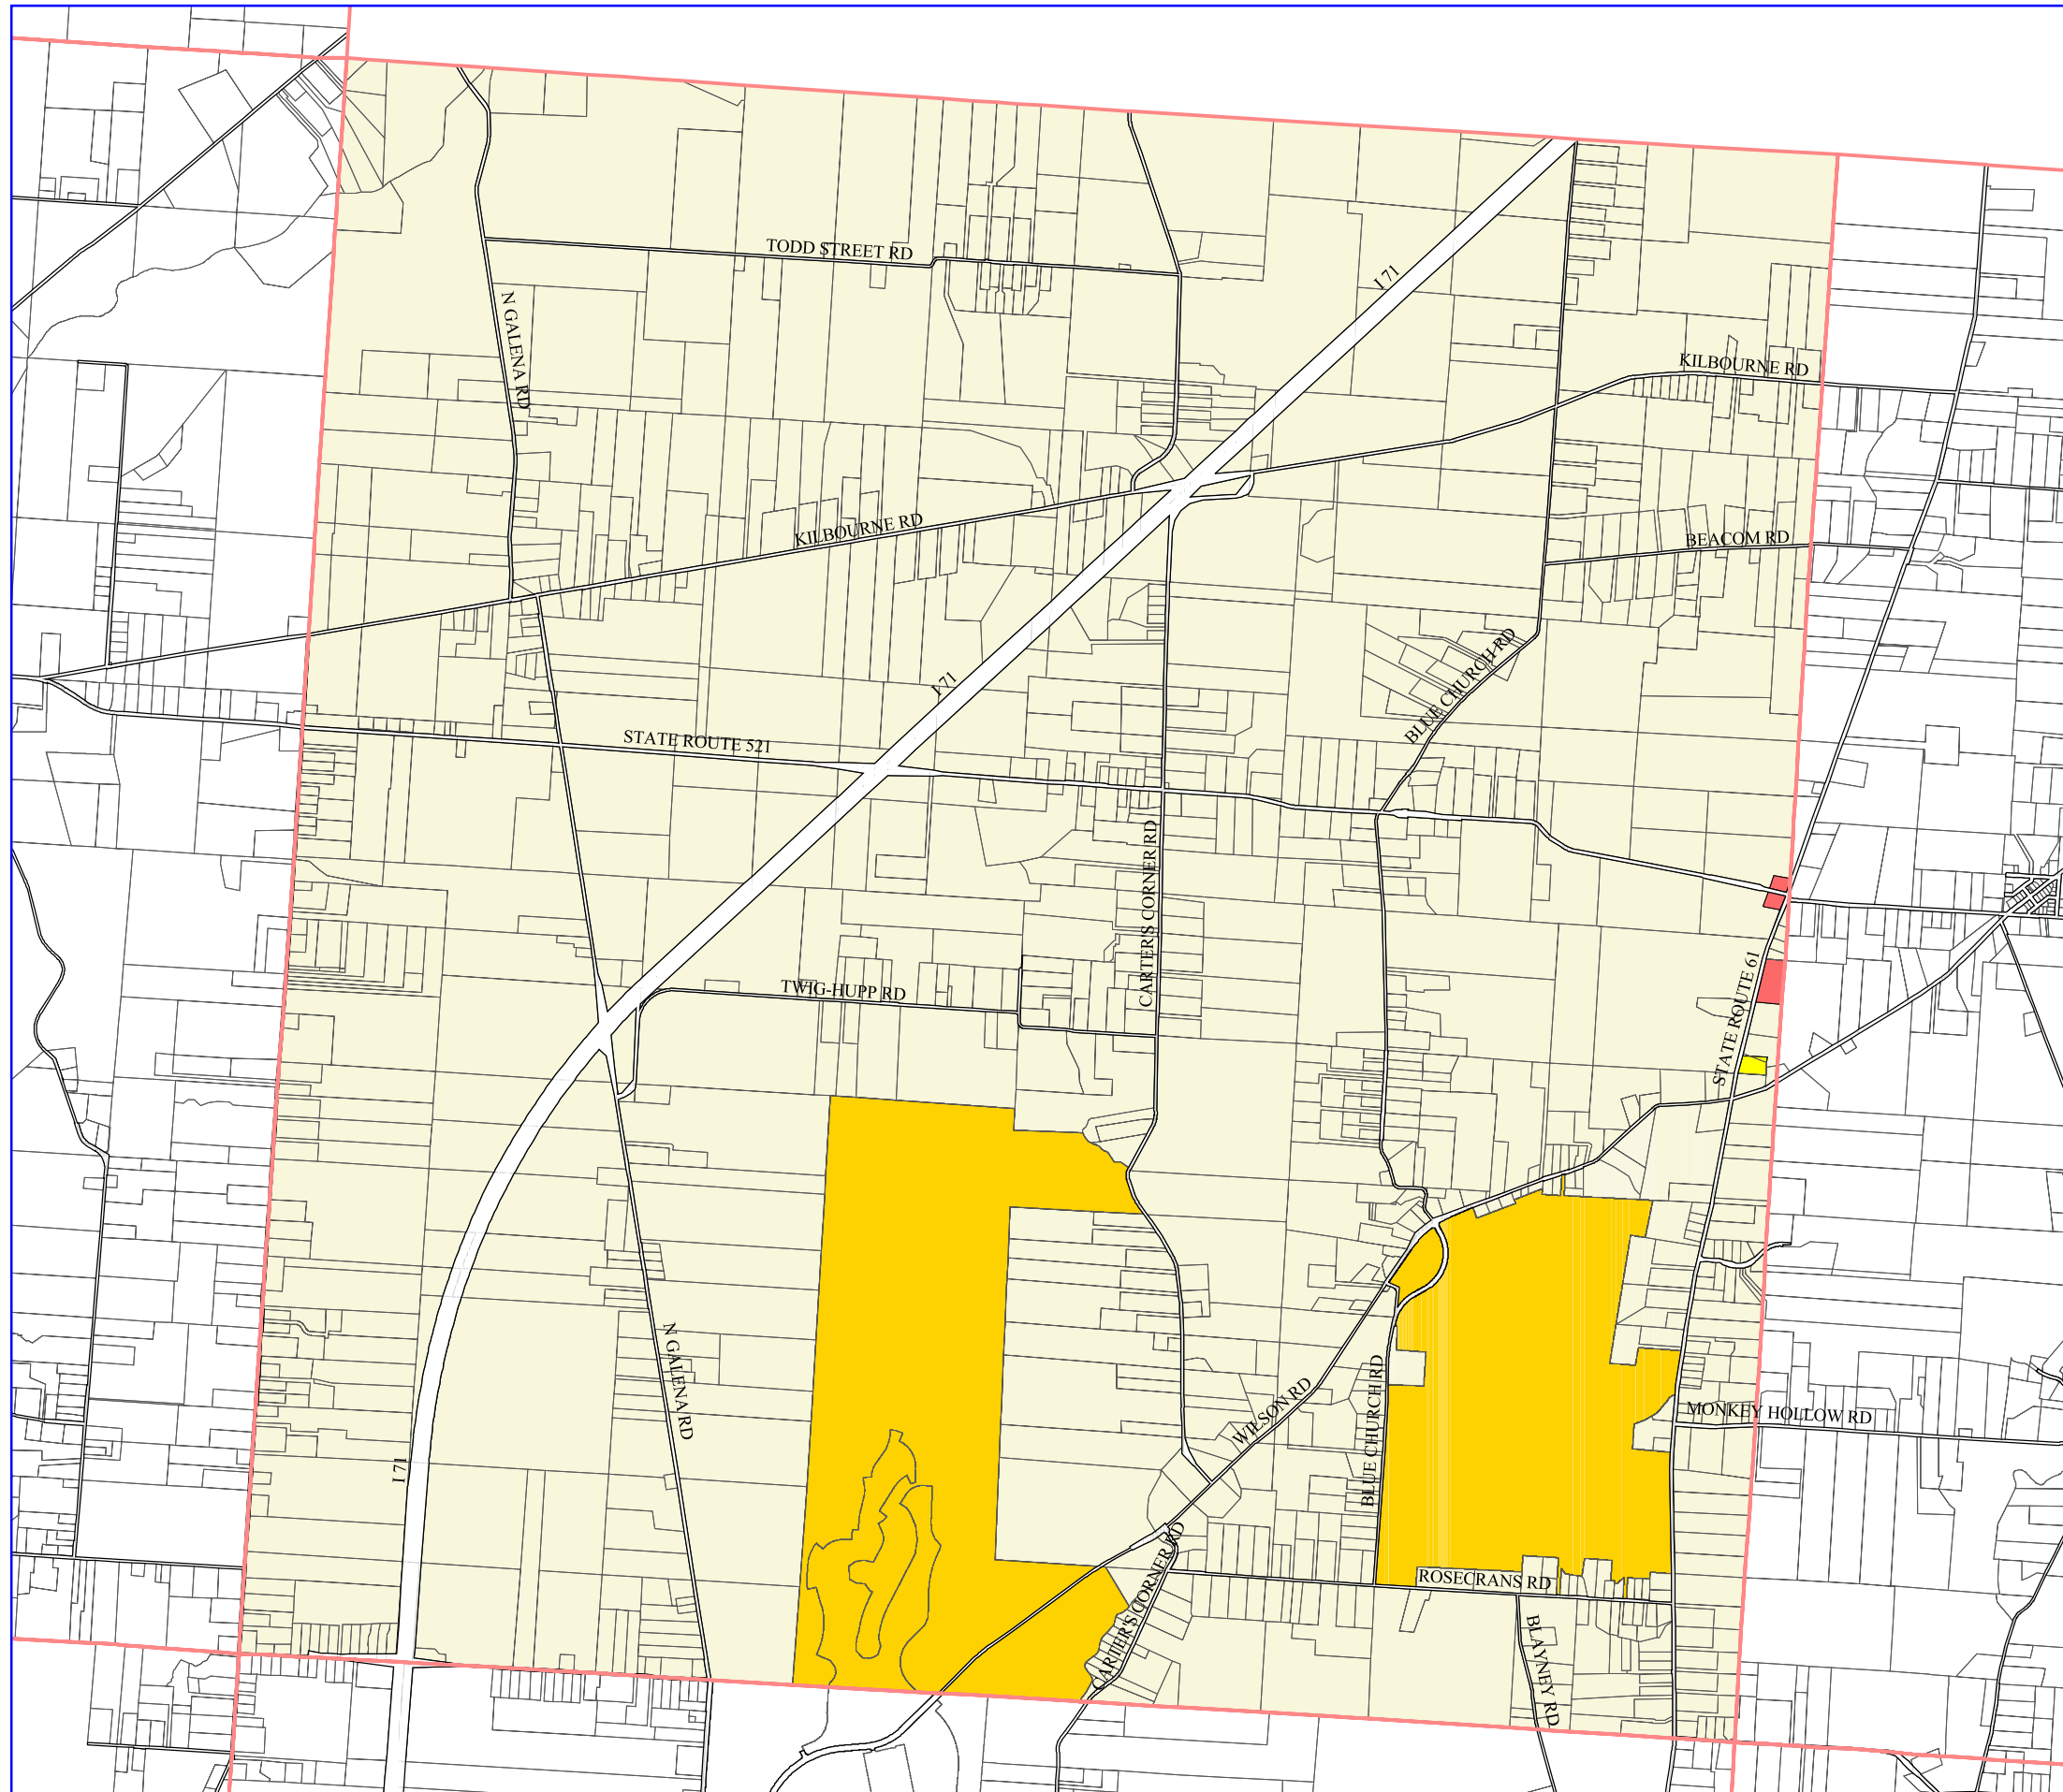 TODD STREET RD
I 71
N GALENA RD
KILBOURNE RD
KILBOURNE RD
BEACOM RD
BLUE CHURCH RD
I 71
STATE ROUTE 521
CARTER'S CORNER RD
STATE ROUTE 61
TWIG-HUPP RD
N GALENA RD
WILSON RD
BLUE CHURCH RD
MONKEY HOLLOW RD
I 71
CARTER'S CORNER RD
ROSECRANS RD
BLAYNEY RD